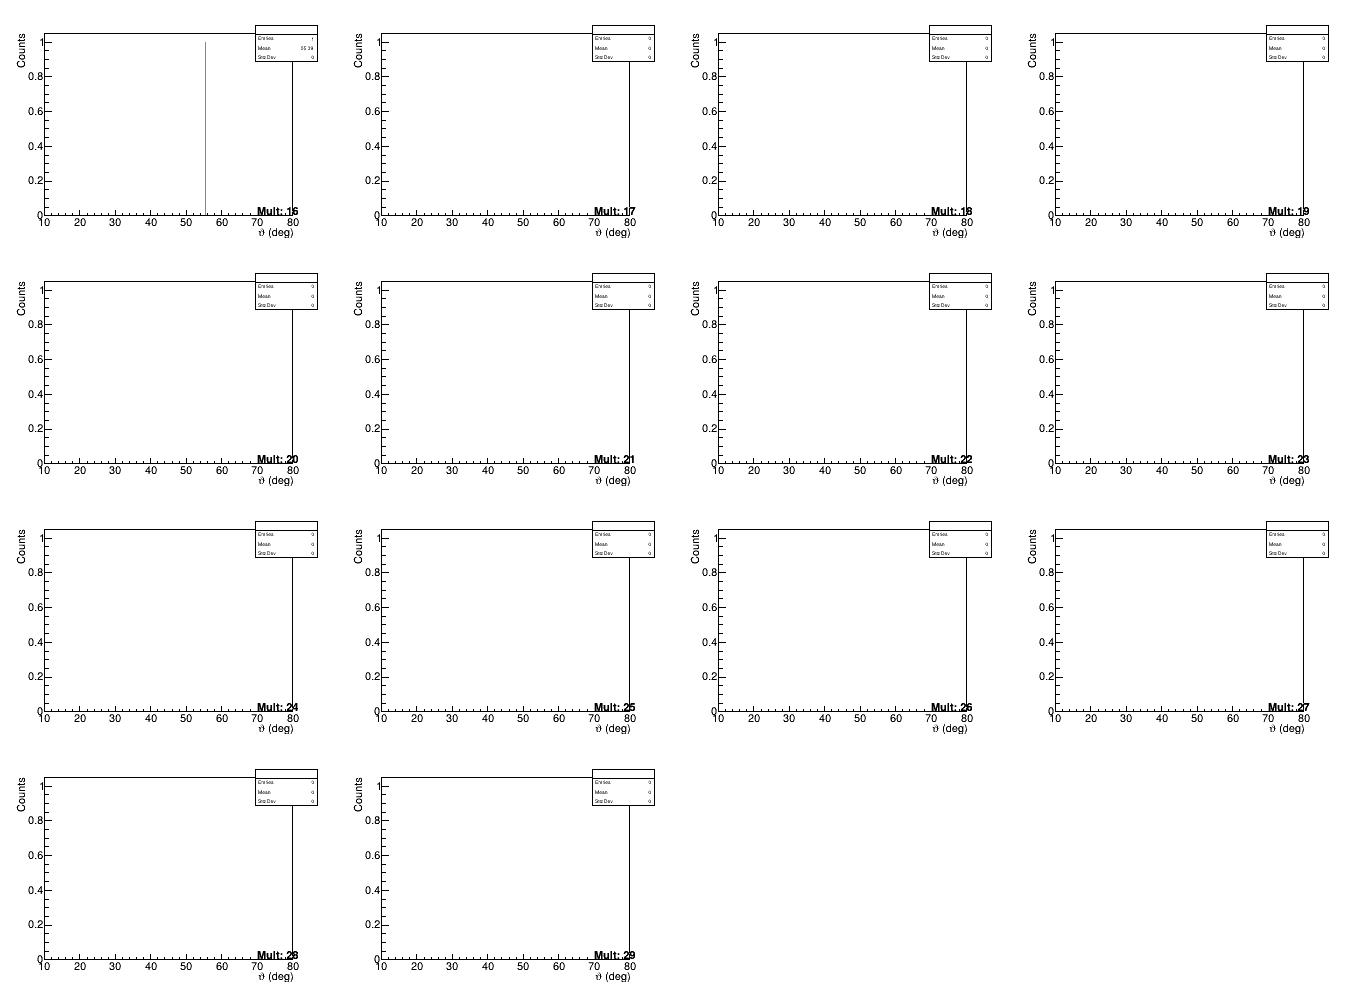 Counts
Entries 1
Mean 55.39
Std Dev 0
1
0.8
0.6
0.4
0.2
0
Mult: 16
10 20 30 40 50 60 70 80
ϑ (deg)
Counts
Entries 0
Mean 0
Std Dev 0
1
0.8
0.6
0.4
0.2
0
Mult: 17
10 20 30 40 50 60 70 80
ϑ (deg)
Counts
Entries 0
Mean 0
Std Dev 0
1
0.8
0.6
0.4
0.2
0
Mult: 18
10 20 30 40 50 60 70 80
ϑ (deg)
Counts
Entries 0
Mean 0
Std Dev 0
1
0.8
0.6
0.4
0.2
0
Mult: 19
10 20 30 40 50 60 70 80
ϑ (deg)
Counts
Entries 0
Mean 0
Std Dev 0
1
0.8
0.6
0.4
0.2
0
Mult: 20
10 20 30 40 50 60 70 80
ϑ (deg)
Counts
Entries 0
Mean 0
Std Dev 0
1
0.8
0.6
0.4
0.2
0
Mult: 21
10 20 30 40 50 60 70 80
ϑ (deg)
Counts
Entries 0
Mean 0
Std Dev 0
1
0.8
0.6
0.4
0.2
0
Mult: 22
10 20 30 40 50 60 70 80
ϑ (deg)
Counts
Entries 0
Mean 0
Std Dev 0
1
0.8
0.6
0.4
0.2
0
Mult: 23
10 20 30 40 50 60 70 80
ϑ (deg)
Counts
Entries 0
Mean 0
Std Dev 0
1
0.8
0.6
0.4
0.2
0
Mult: 24
10 20 30 40 50 60 70 80
ϑ (deg)
Counts
Entries 0
Mean 0
Std Dev 0
1
0.8
0.6
0.4
0.2
0
Mult: 25
10 20 30 40 50 60 70 80
ϑ (deg)
Counts
Entries 0
Mean 0
Std Dev 0
1
0.8
0.6
0.4
0.2
0
Mult: 26
10 20 30 40 50 60 70 80
ϑ (deg)
Counts
Entries 0
Mean 0
Std Dev 0
1
0.8
0.6
0.4
0.2
0
Mult: 27
10 20 30 40 50 60 70 80
ϑ (deg)
Counts
Entries 0
Mean 0
Std Dev 0
1
0.8
0.6
0.4
0.2
0
Mult: 28
10 20 30 40 50 60 70 80
ϑ (deg)
Counts
Entries 0
Mean 0
Std Dev 0
1
0.8
0.6
0.4
0.2
0
Mult: 29
10 20 30 40 50 60 70 80
ϑ (deg)